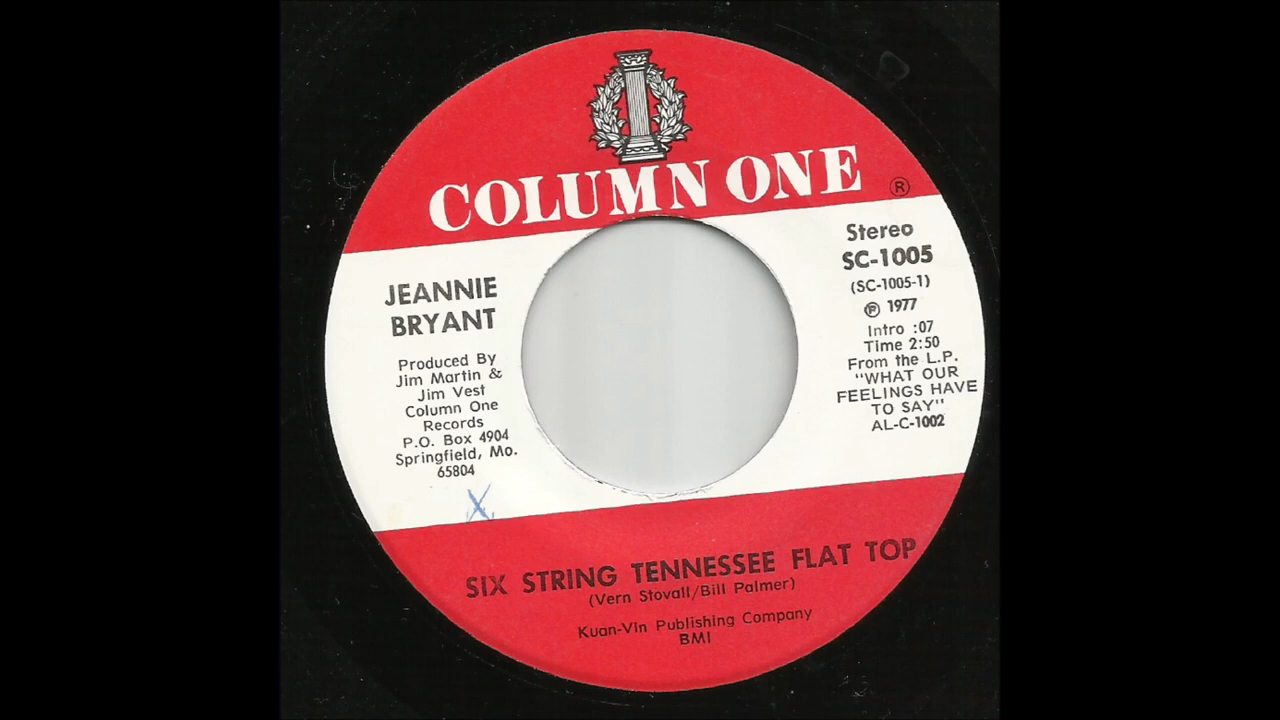 COLUMN ONE ®
JEANNIE
BRYANT
Produced By
Jim Martin &
Jim Vest
Column One
Records
P.O. Box 4904
Springfield, Mo.
65804
X
Stereo
SC-1005
(SC-1005-1)
℗ 1977
Intro :07
Time 2:50
From the L.P.
"WHAT OUR
FEELINGS HAVE
TO SAY"
AL-C-1002
SIX STRING TENNESSEE FLAT TOP
(Vern Stovall/Bill Palmer)
Kuan-Vin Publishing Company
BMI